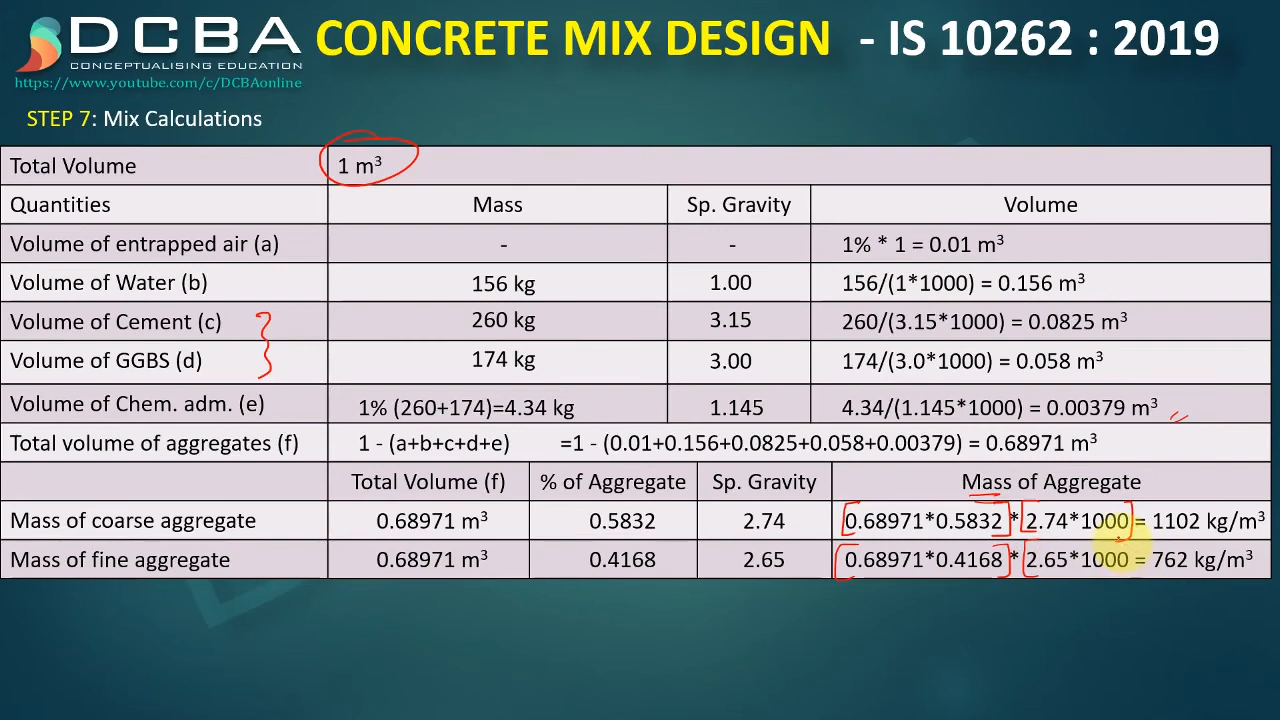 DCBA CONCRETE MIX DESIGN - IS 10262 : 2019
CONCEPTUALISING EDUCATION
https://www.youtube.com/c/DCBAonline
STEP 7: Mix Calculations
Total Volume 1 m³
Quantities Mass Sp. Gravity Volume
Volume of entrapped air (a) - - 1% * 1 = 0.01 m³
Volume of Water (b) 156 kg 1.00 156/(1*1000) = 0.156 m³
Volume of Cement (c) 260 kg 3.15 260/(3.15*1000) = 0.0825 m³
Volume of GGBS (d) 174 kg 3.00 174/(3.0*1000) = 0.058 m³
Volume of Chem. adm. (e) 1% (260+174)=4.34 kg 1.145 4.34/(1.145*1000) = 0.00379 m³
Total volume of aggregates (f) 1 - (a+b+c+d+e) =1 - (0.01+0.156+0.0825+0.058+0.00379) = 0.68971 m³
Total Volume (f) % of Aggregate Sp. Gravity Mass of Aggregate
Mass of coarse aggregate 0.68971 m³ 0.5832 2.74 0.68971*0.5832 * 2.74*1000 = 1102 kg/m³
Mass of fine aggregate 0.68971 m³ 0.4168 2.65 0.68971*0.4168 * 2.65*1000 = 762 kg/m³